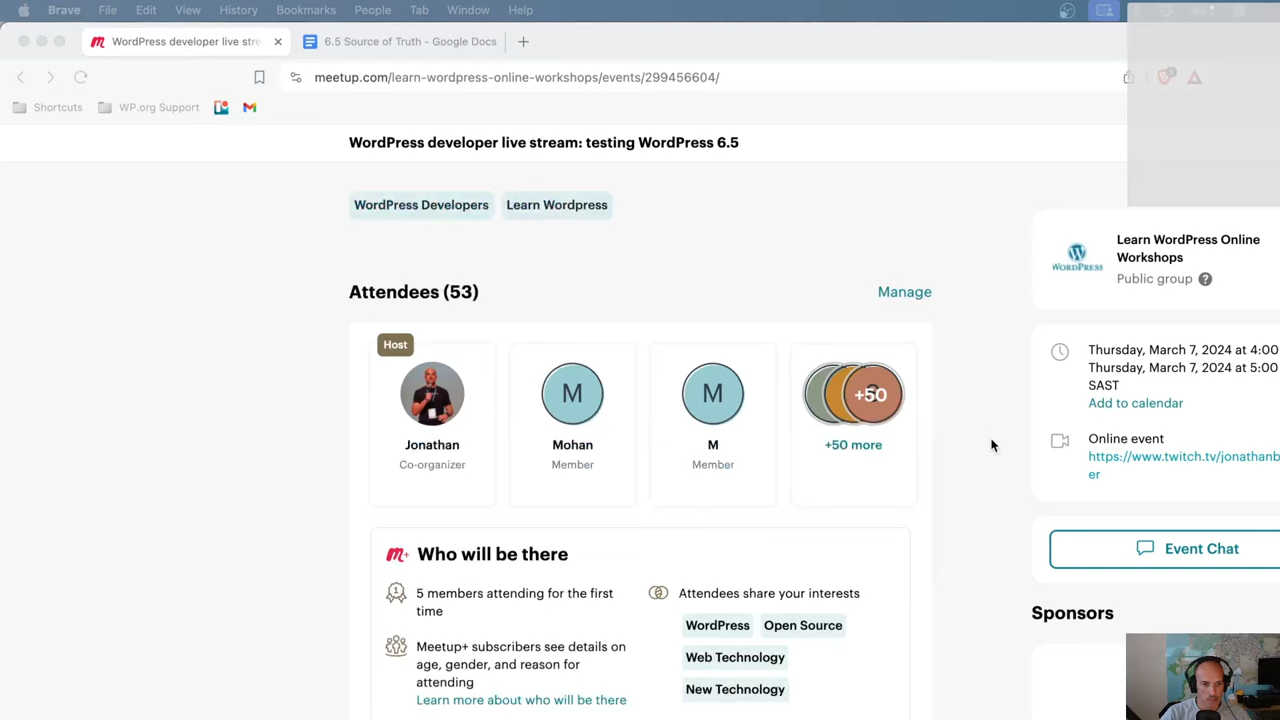 Brave File Edit View History Bookmarks People Tab Window Help
WordPress developer live stre
6.5 Source of Truth - Google Docs
meetup.com/learn-wordpress-online-workshops/events/299456604/
Shortcuts
WP.org Support
WordPress developer live stream: testing WordPress 6.5
WordPress Developers
Learn Wordpress
Attendees (53)
Manage
Host
Jonathan
Co-organizer
M
Mohan
Member
M
M
Member
+50
+50 more
Who will be there
5 members attending for the first
time
Meetup+ subscribers see details on
age, gender, and reason for
attending
Learn more about who will be there
Attendees share your interests
WordPress
Open Source
Web Technology
New Technology
WORDPRESS
Learn WordPress Online
Workshops
Public group
Thursday, March 7, 2024 at 4:00
Thursday, March 7, 2024 at 5:00
SAST
Add to calendar
Online event
https://www.twitch.tv/jonathanb
er
Event Chat
Sponsors